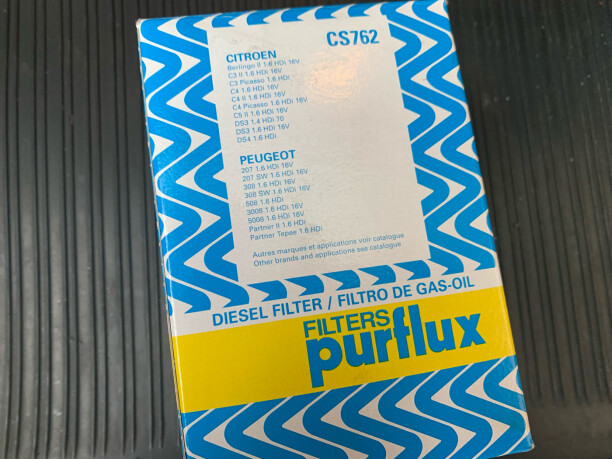 CS762
CITROEN
Berlingo II 1.6 HDi 16V
C3 II 1.6 HDi 16V
C3 Picasso 1.6 HDi
C4 1.6 HDi 16V
C4 II 1.6 HDi 16V
C4 Picasso 1.6 HDi 16V
C5 II 1.6 HDi 16V
DS3 1.4 HDi 70
DS3 1.6 HDi 16V
DS4 1.6 HDi
PEUGEOT
207 1.6 HDi 16V
207 SW 1.6 HDi 16V
308 1.6 HDi 16V
308 SW 1.6 HDi 16V
508 1.6 HDi
3008 1.6 HDi 16V
5008 1.6 HDi 16V
Partner II 1.6 HDi
Partner Tepee 1.6 HDi
Autres marques et applications voir catalogue
Other brands and applications see catalogue
DIESEL FILTER / FILTRO DE GAS-OIL
FILTERS
purflux